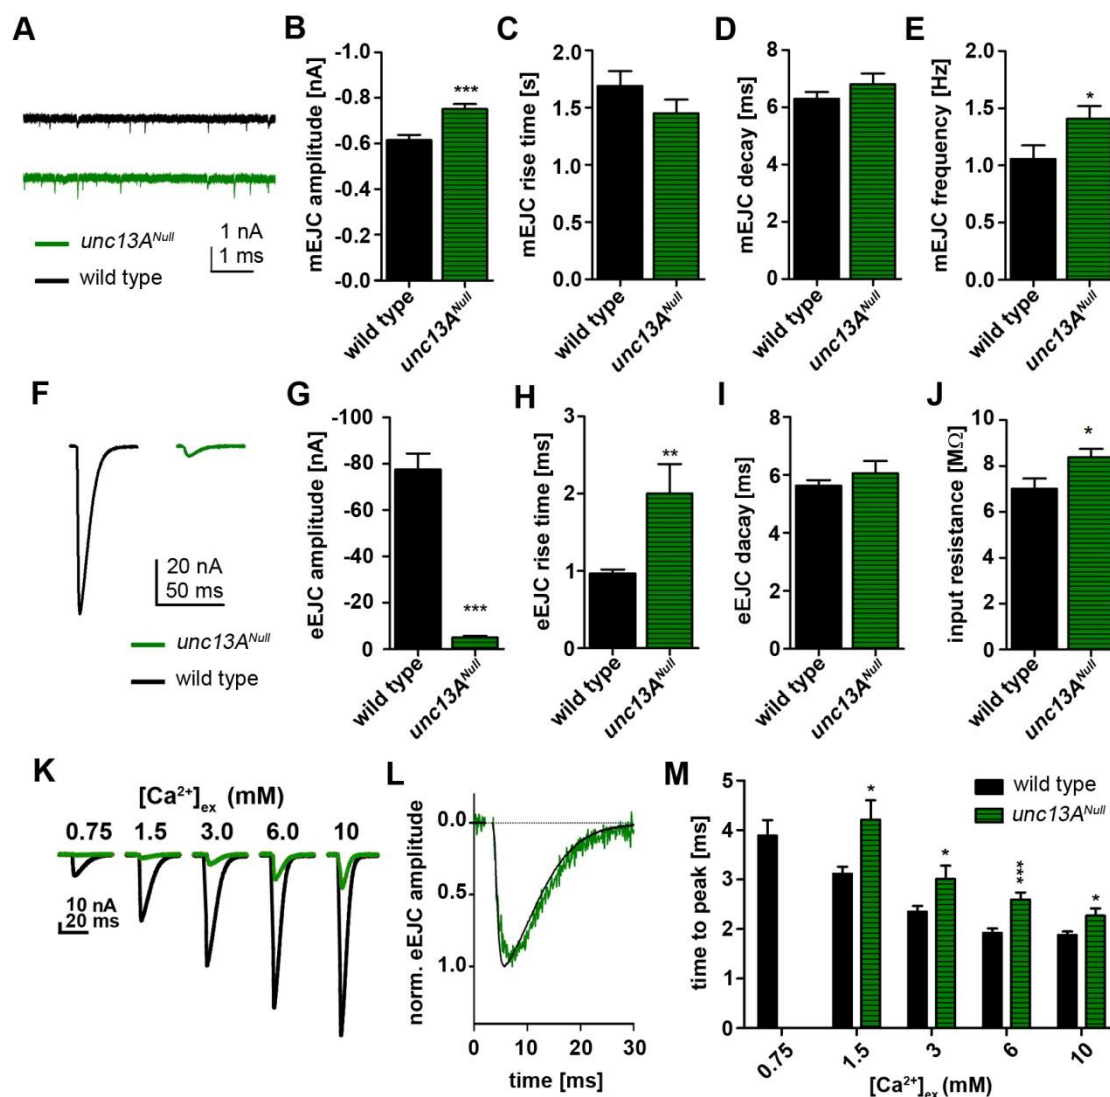 A
unc13A^Null
wild type
1 nA
1 ms
B
mEJC amplitude [nA]
-1.0
-0.8
-0.6
-0.4
-0.2
-0.0
***
wild type
unc13A^Null
C
mEJC rise time [s]
2.0
1.5
1.0
0.5
0.0
wild type
unc13A^Null
D
mEJC decay [ms]
8
6
4
2
0
wild type
unc13A^Null
E
mEJC frequency [Hz]
2.0
1.5
1.0
0.5
0.0
*
wild type
unc13A^Null
F
20 nA
50 ms
unc13A^Null
wild type
G
eEJC amplitude [nA]
-100
-80
-60
-40
-20
0
***
wild type
unc13A^Null
H
eEJC rise time [ms]
3
2
1
0
**
wild type
unc13A^Null
I
eEJC dacay [ms]
8
6
4
2
0
wild type
unc13A^Null
J
input resistance [MΩ]
10
8
6
4
2
0
*
wild type
unc13A^Null
K
[Ca²⁺]ex (mM)
0.75 1.5 3.0 6.0 10
10 nA
20 ms
L
norm. eEJC amplitude
0.0
0.5
1.0
0 10 20 30
time [ms]
M
time to peak [ms]
5
4
3
2
1
0
wild type
unc13A^Null
* * *** *
0.75 1.5 3 6 10
[Ca²⁺]ex (mM)